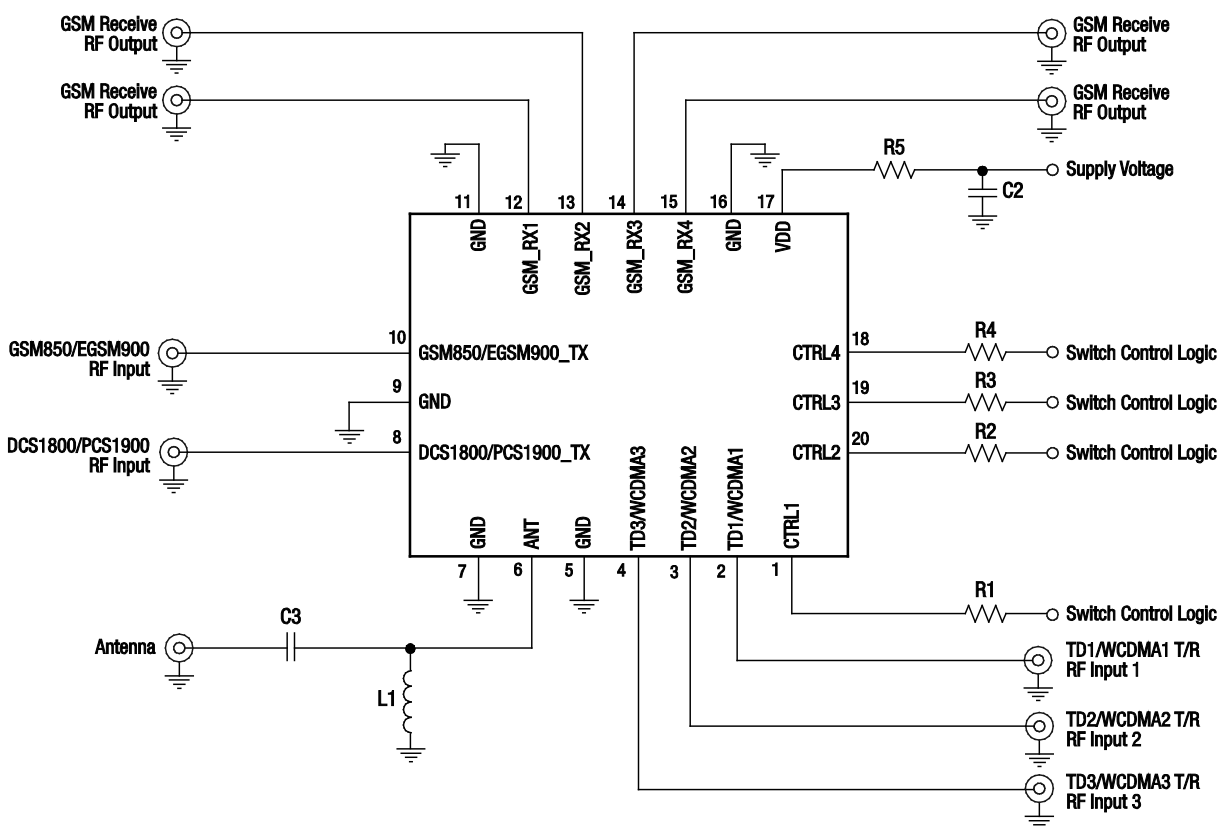 GSM Receive
RF Output
GSM Receive
RF Output
GSM Receive
RF Output
GSM Receive
RF Output
R5
Supply Voltage
C2
11
12
13
14
15
16
17
GND
GSM_RX1
GSM_RX2
GSM_RX3
GSM_RX4
GND
VDD
GSM850/EGSM900
RF Input
10
GSM850/EGSM900_TX
9
GND
DCS1800/PCS1900
RF Input
8
DCS1800/PCS1900_TX
CTRL4
18
R4
Switch Control Logic
CTRL3
19
R3
Switch Control Logic
CTRL2
20
R2
Switch Control Logic
GND
ANT
GND
TD3/WCDMA3
TD2/WCDMA2
TD1/WCDMA1
CTRL1
7
6
5
4
3
2
1
R1
Switch Control Logic
Antenna
C3
L1
TD1/WCDMA1 T/R
RF Input 1
TD2/WCDMA2 T/R
RF Input 2
TD3/WCDMA3 T/R
RF Input 3